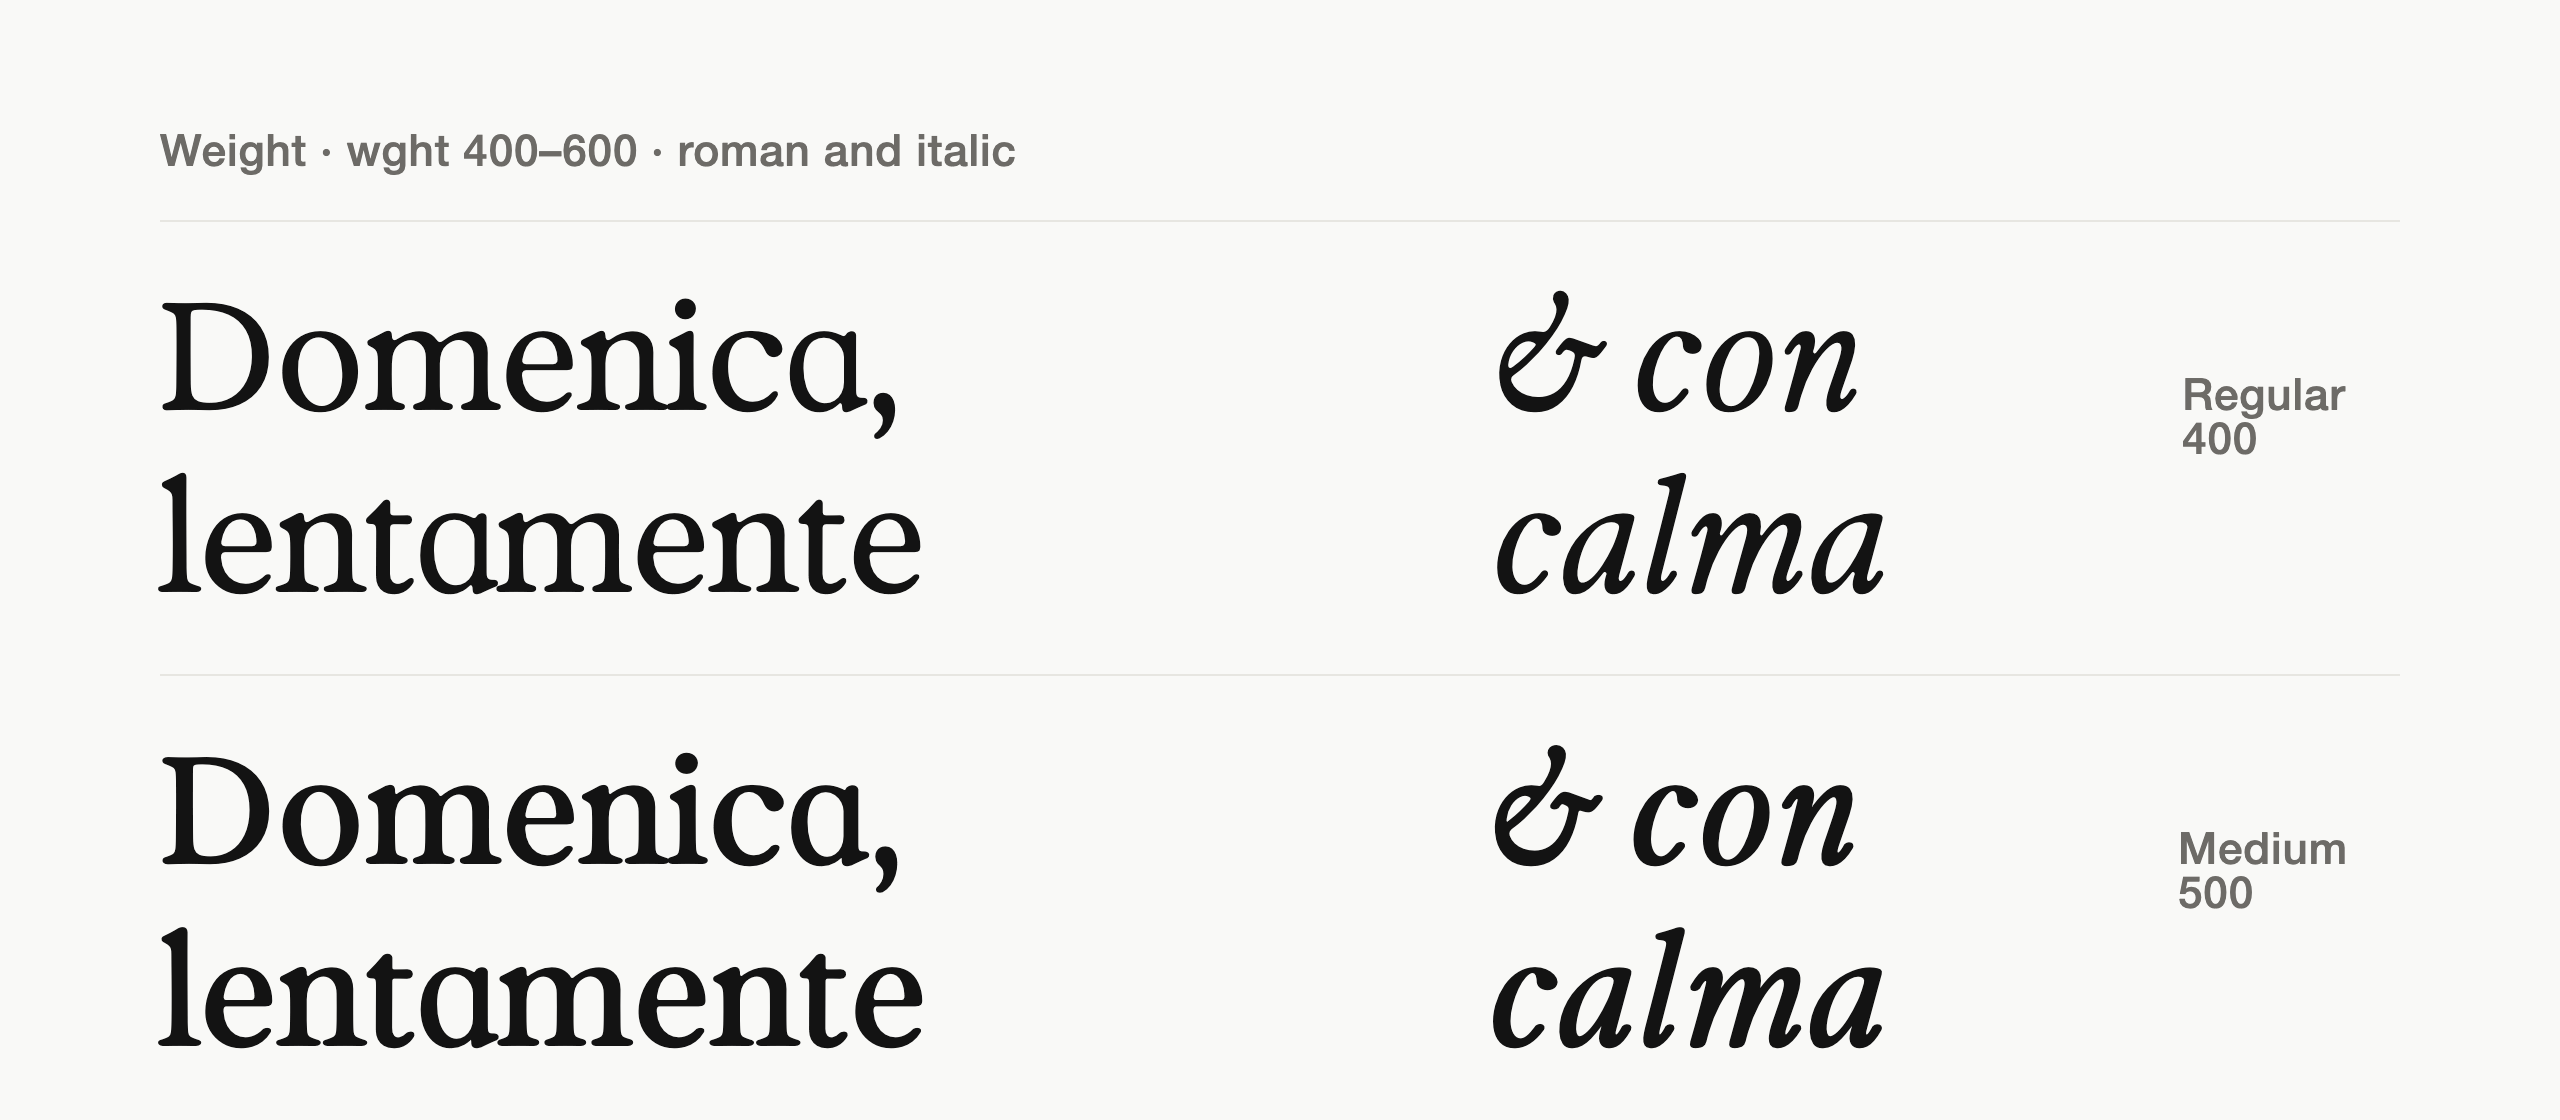 Weight · wght 400–600 · roman and italic
Domenica,
lentamente
& con
calma
Regular
400
Domenica,
lentamente
& con
calma
Medium
500